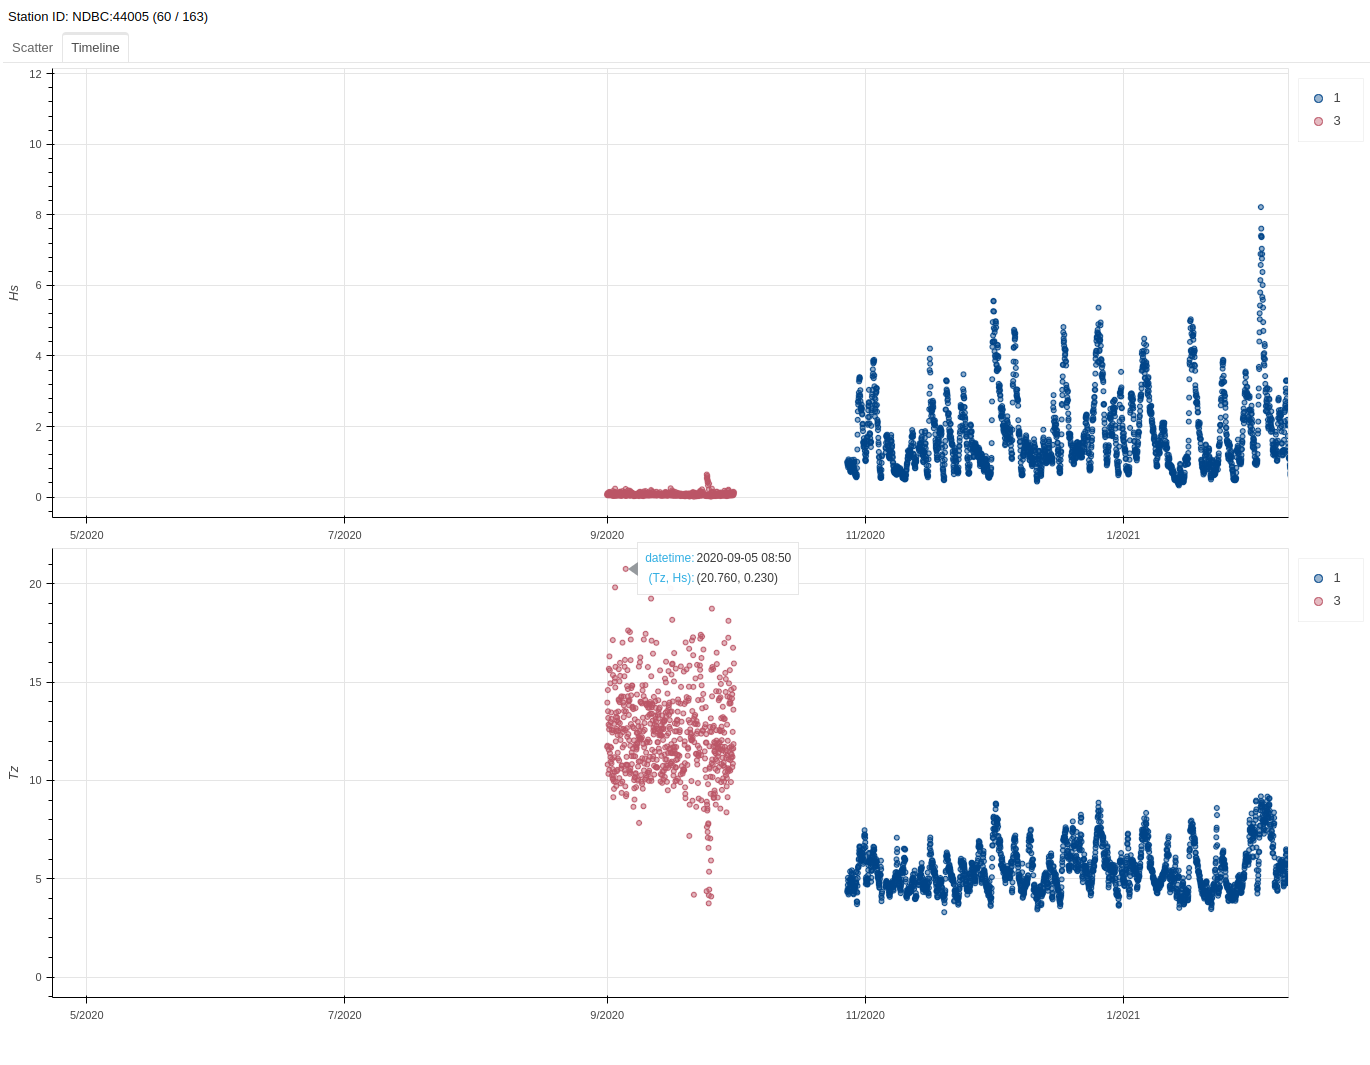 Station ID: NDBC:44005 (60 / 163)
Scatter Timeline
12
10
8
6
4
2
0
Hs
5/2020 7/2020 9/2020 11/2020 1/2021
1
3
datetime: 2020-09-05 08:50
(Tz, Hs): (20.760, 0.230)
20
15
10
5
0
Tz
5/2020 7/2020 9/2020 11/2020 1/2021
1
3